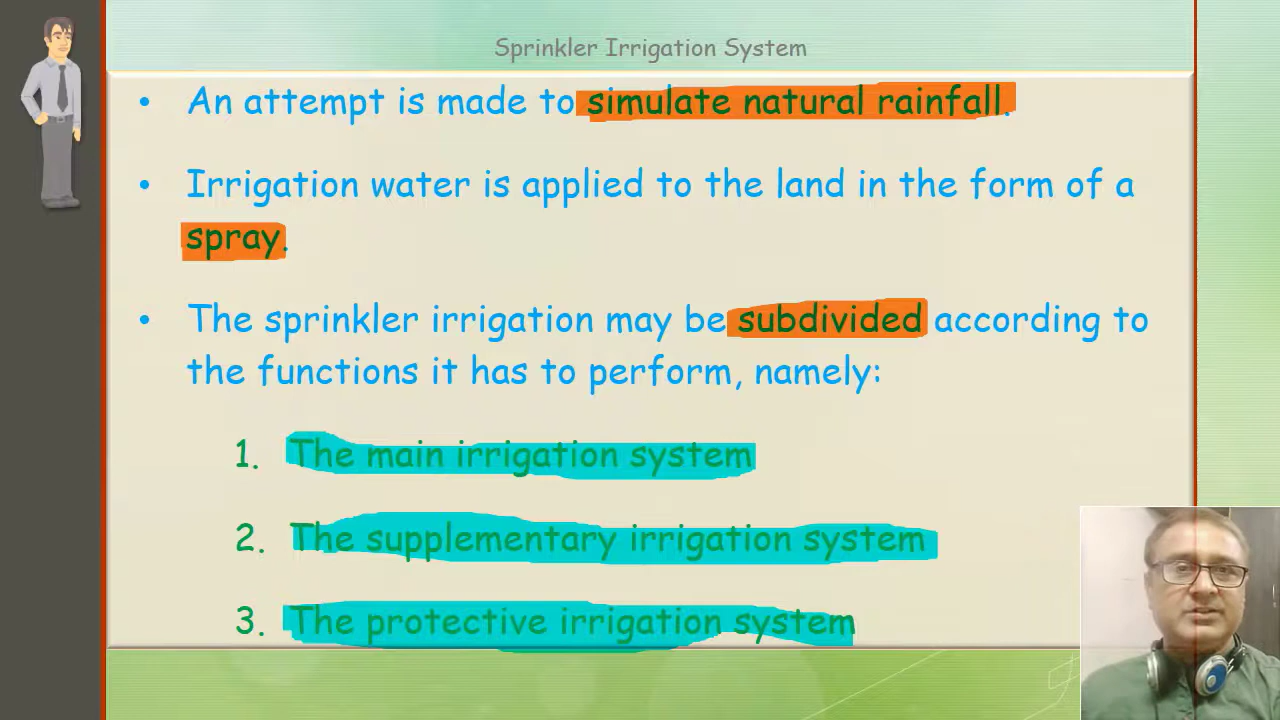 Sprinkler Irrigation System
• An attempt is made to simulate natural rainfall.
• Irrigation water is applied to the land in the form of a
spray.
• The sprinkler irrigation may be subdivided according to
the functions it has to perform, namely:
1. The main irrigation system
2. The supplementary irrigation system
3. The protective irrigation system